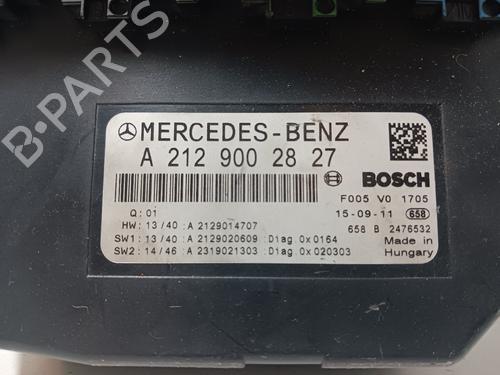 MERCEDES-BENZ
A 212 900 28 27
BOSCH
F005 V0 1705
Q: 01
15-09-11 658
HW: 13/40 :A 2129014707
658 B 2476532
SW1: 13/40 :A 2129020609 :Diag.0x0164
Made in
SW2: 14/46 :A 2319021303 :Diag.0x020303
Hungary
B-PARTS